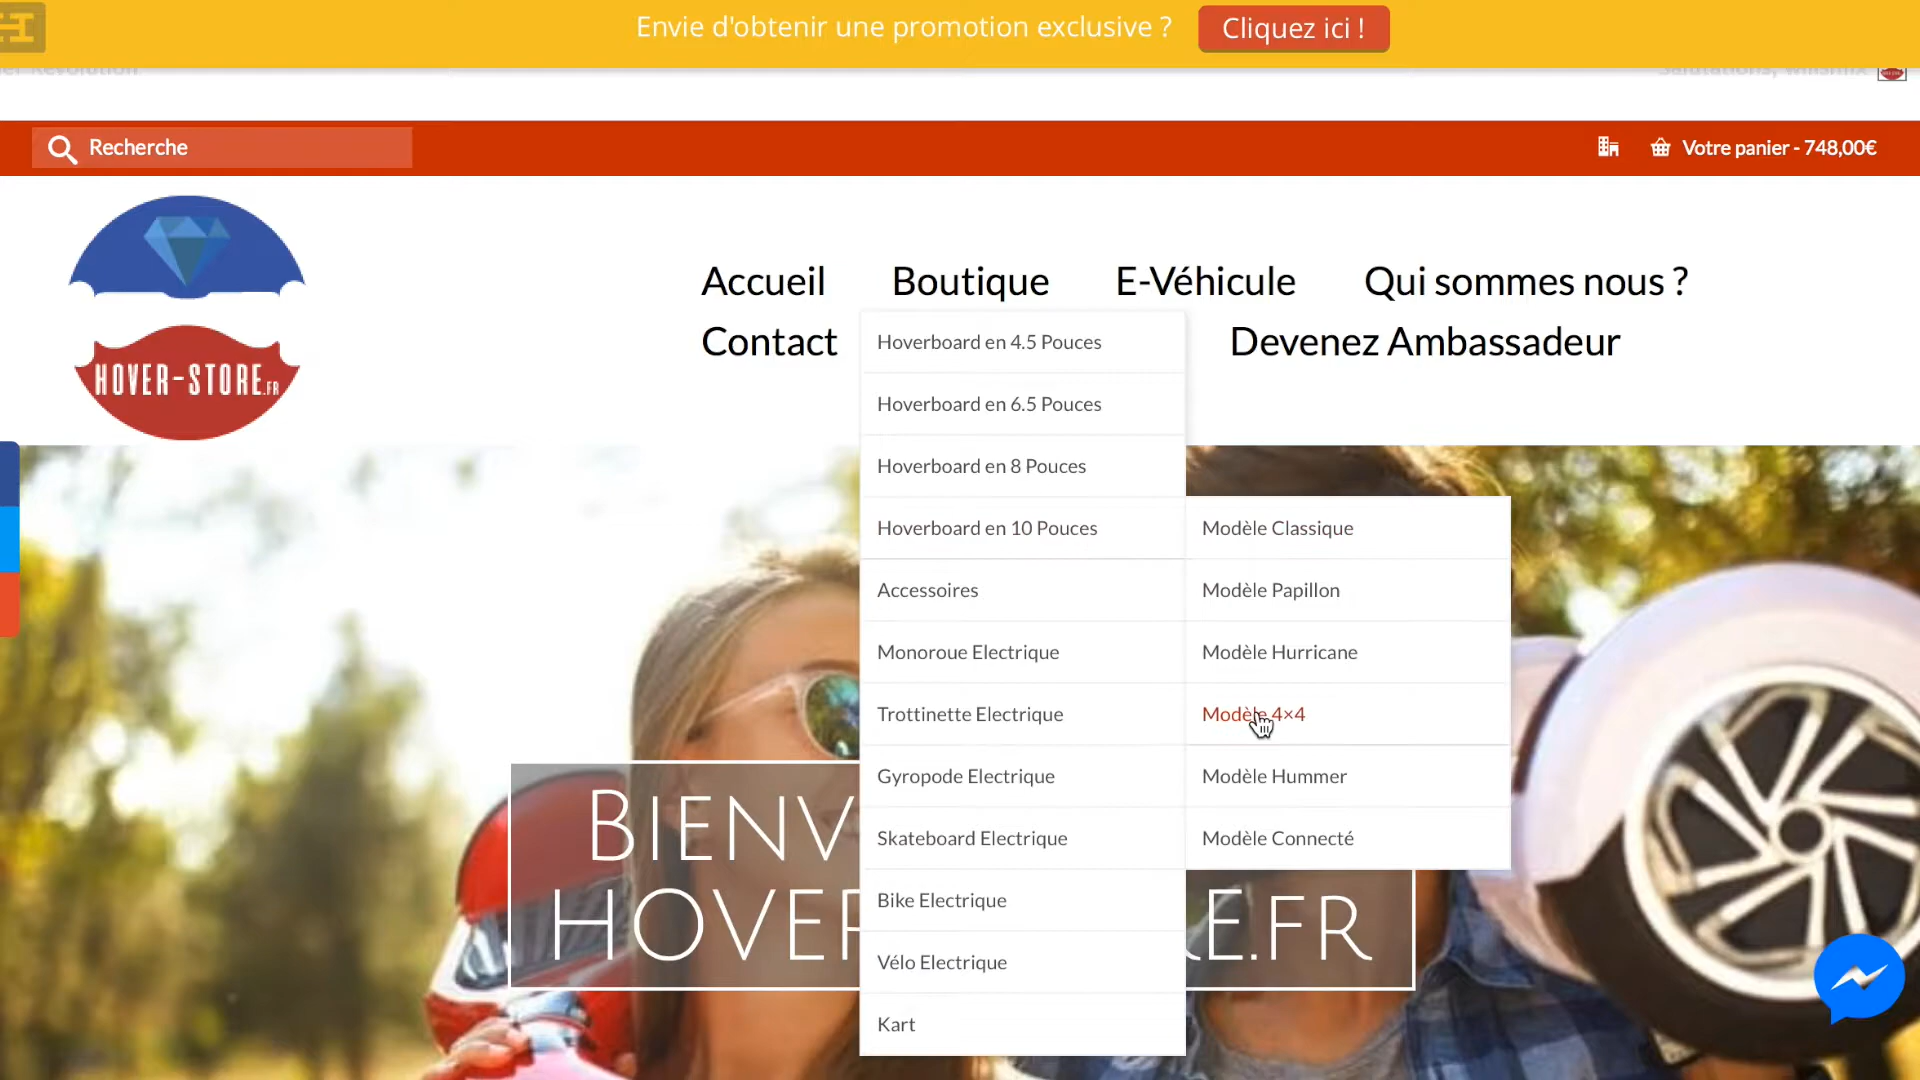 Envie d'obtenir une promotion exclusive ?
Cliquez ici !
Recherche
Votre panier - 748,00€
HOVER-STORE.FR
Accueil
Boutique
E-Véhicule
Qui sommes nous ?
Contact
Devenez Ambassadeur
Hoverboard en 4.5 Pouces
Hoverboard en 6.5 Pouces
Hoverboard en 8 Pouces
Hoverboard en 10 Pouces
Accessoires
Monoroue Electrique
Trottinette Electrique
Gyropode Electrique
Skateboard Electrique
Bike Electrique
Vélo Electrique
Kart
Modèle Classique
Modèle Papillon
Modèle Hurricane
Modèle 4×4
Modèle Hummer
Modèle Connecté
BIENV
HOVER E.FR